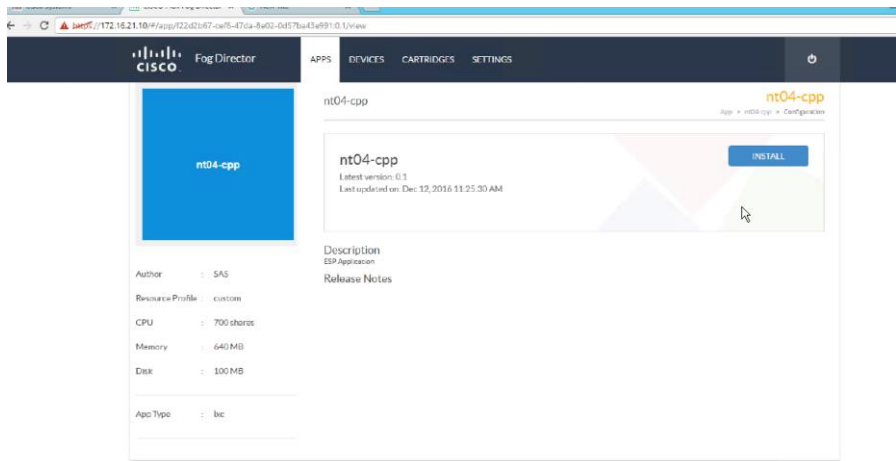 https://172.16.21.10/#/app/f22d2b67-cef5-47da-8e02-0d57ba43e991:0.1/view
CISCO Fog Director APPS DEVICES CARTRIDGES SETTINGS
nt04-cpp
nt04-cpp
nt04-cpp
App nt04-cpp Configuration
nt04-cpp
Latest version: 0.1
Last updated on: Dec 12, 2016 11:25:30 AM
INSTALL
Description
ESP Application
Release Notes
Author : SAS
Resource Profile : custom
CPU : 700 shares
Memory : 640 MB
Disk : 100 MB
App Type : lxc